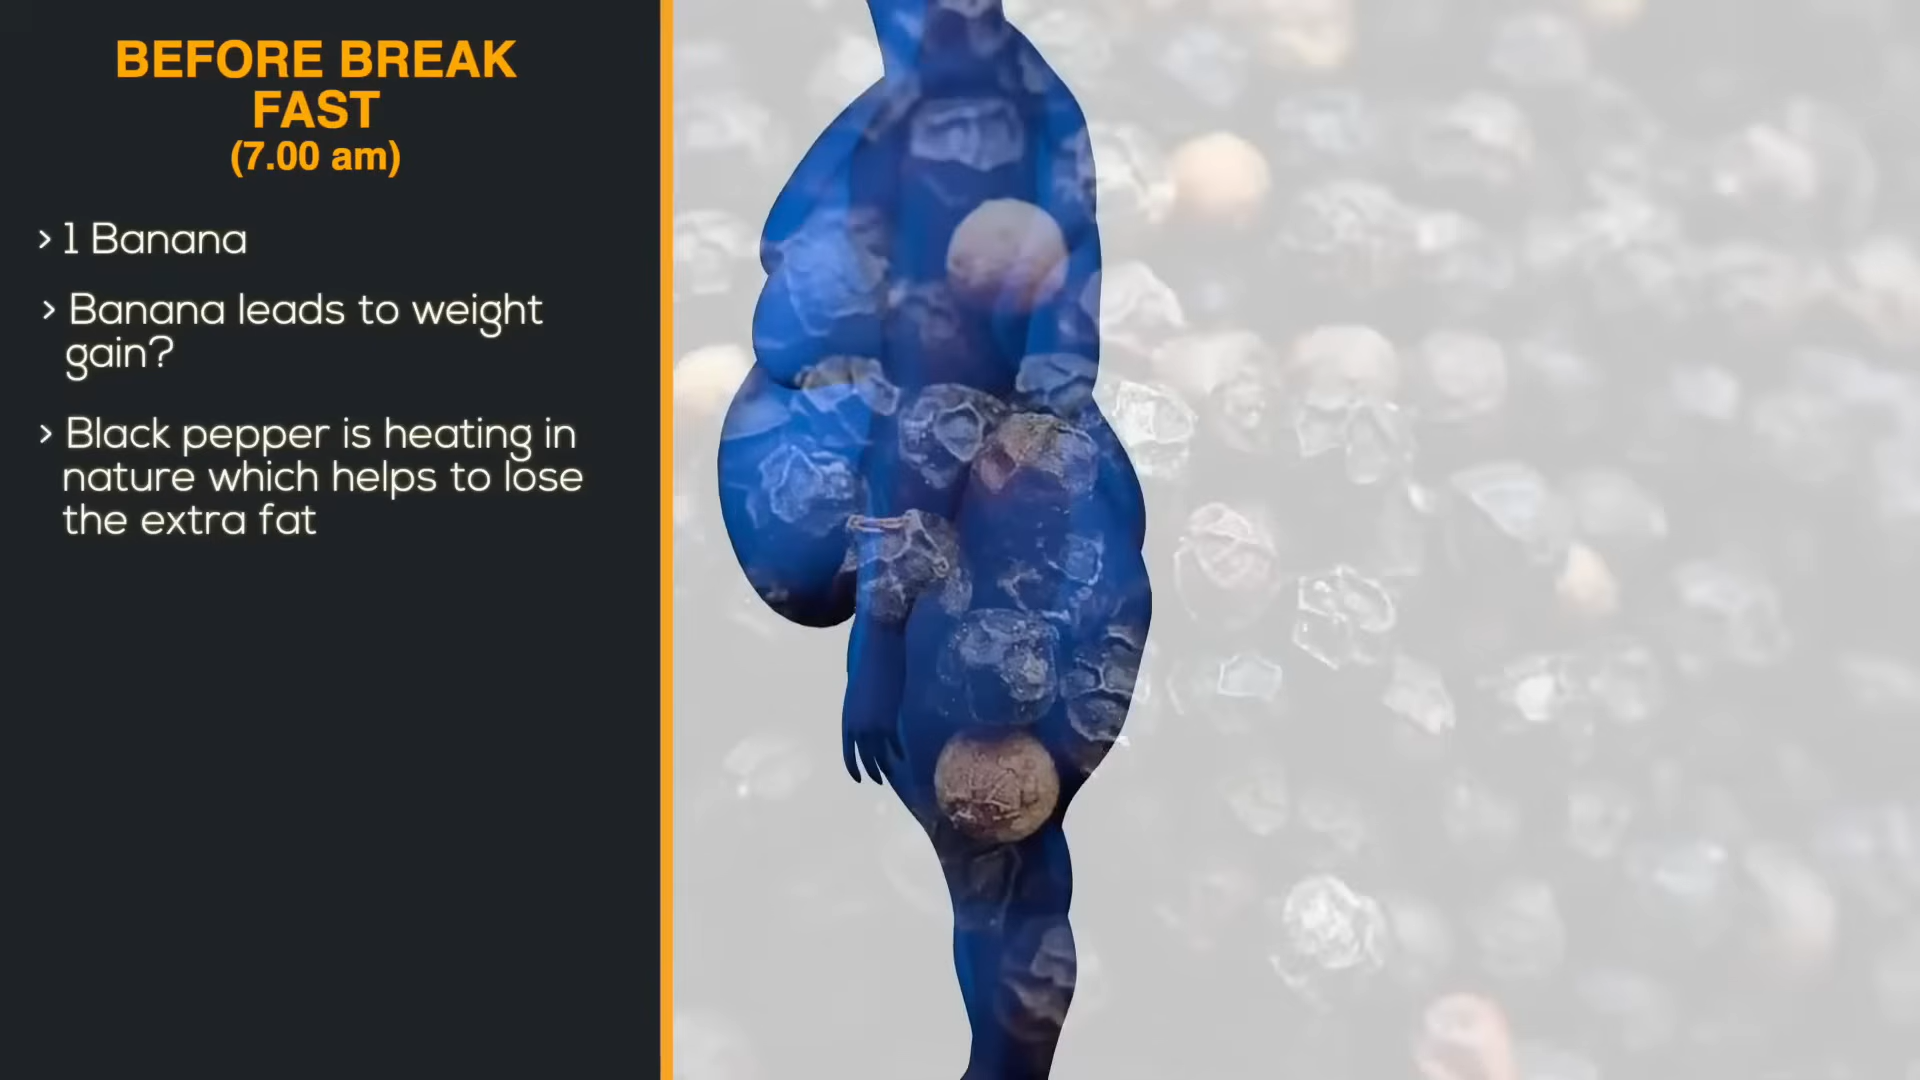 BEFORE BREAK
FAST
(7.00 am)
> 1 Banana
> Banana leads to weight
gain?
> Black pepper is heating in
nature which helps to lose
the extra fat